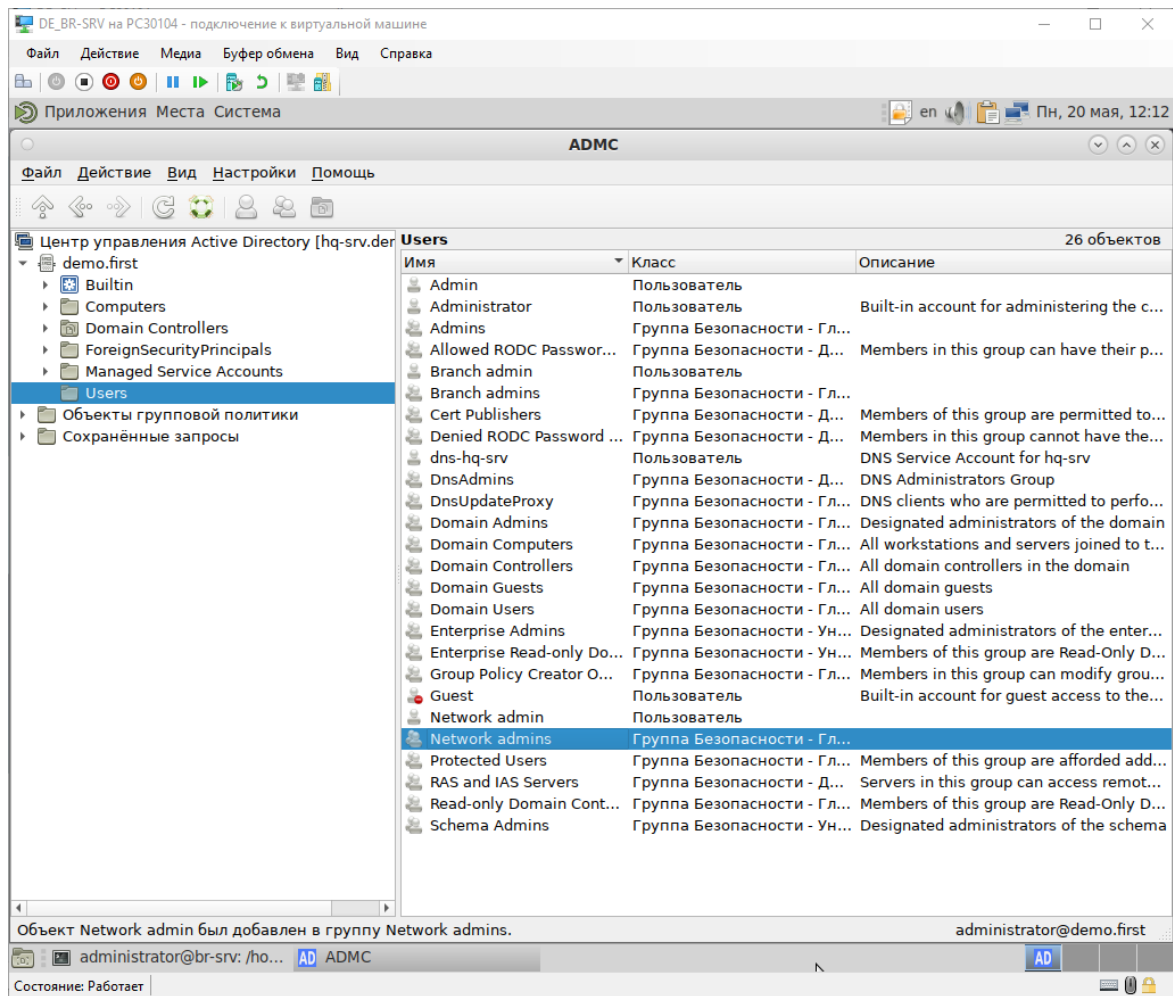 DE_BR-SRV на PC30104 - подключение к виртуальной машине
Файл Действие Медиа Буфер обмена Вид Справка
Приложения Места Система en Пн, 20 мая, 12:12
ADMC
Файл Действие Вид Настройки Помощь
Центр управления Active Directory [hq-srv.der
demo.first
Builtin
Computers
Domain Controllers
ForeignSecurityPrincipals
Managed Service Accounts
Users
Объекты групповой политики
Сохранённые запросы
Users 26 объектов
Имя Класс Описание
Admin Пользователь
Administrator Пользователь Built-in account for administering the c...
Admins Группа Безопасности - Гл...
Allowed RODC Passwor... Группа Безопасности - Д... Members in this group can have their p...
Branch admin Пользователь
Branch admins Группа Безопасности - Гл...
Cert Publishers Группа Безопасности - Д... Members of this group are permitted to...
Denied RODC Password ... Группа Безопасности - Д... Members in this group cannot have the...
dns-hq-srv Пользователь DNS Service Account for hq-srv
DnsAdmins Группа Безопасности - Д... DNS Administrators Group
DnsUpdateProxy Группа Безопасности - Гл... DNS clients who are permitted to perfo...
Domain Admins Группа Безопасности - Гл... Designated administrators of the domain
Domain Computers Группа Безопасности - Гл... All workstations and servers joined to t...
Domain Controllers Группа Безопасности - Гл... All domain controllers in the domain
Domain Guests Группа Безопасности - Гл... All domain guests
Domain Users Группа Безопасности - Гл... All domain users
Enterprise Admins Группа Безопасности - Ун... Designated administrators of the enter...
Enterprise Read-only Do... Группа Безопасности - Ун... Members of this group are Read-Only D...
Group Policy Creator O... Группа Безопасности - Гл... Members in this group can modify grou...
Guest Пользователь Built-in account for guest access to the...
Network admin Пользователь
Network admins Группа Безопасности - Гл...
Protected Users Группа Безопасности - Гл... Members of this group are afforded add...
RAS and IAS Servers Группа Безопасности - Д... Servers in this group can access remot...
Read-only Domain Cont... Группа Безопасности - Гл... Members of this group are Read-Only D...
Schema Admins Группа Безопасности - Ун... Designated administrators of the schema
Объект Network admin был добавлен в группу Network admins. administrator@demo.first
administrator@br-srv: /ho... AD ADMC AD
Состояние: Работает